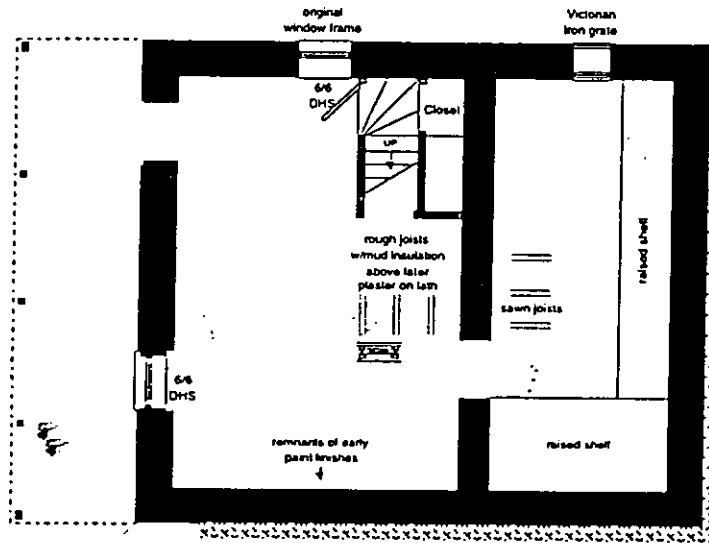 original
window frame
Victorian
Iron grate
6/6
DHS
Closet
UP
rough joists
w/mud insulation
above later
plaster on lath
sawn joists
raised shelf
6/6
DHS
remnants of early
paint finishes
raised shelf